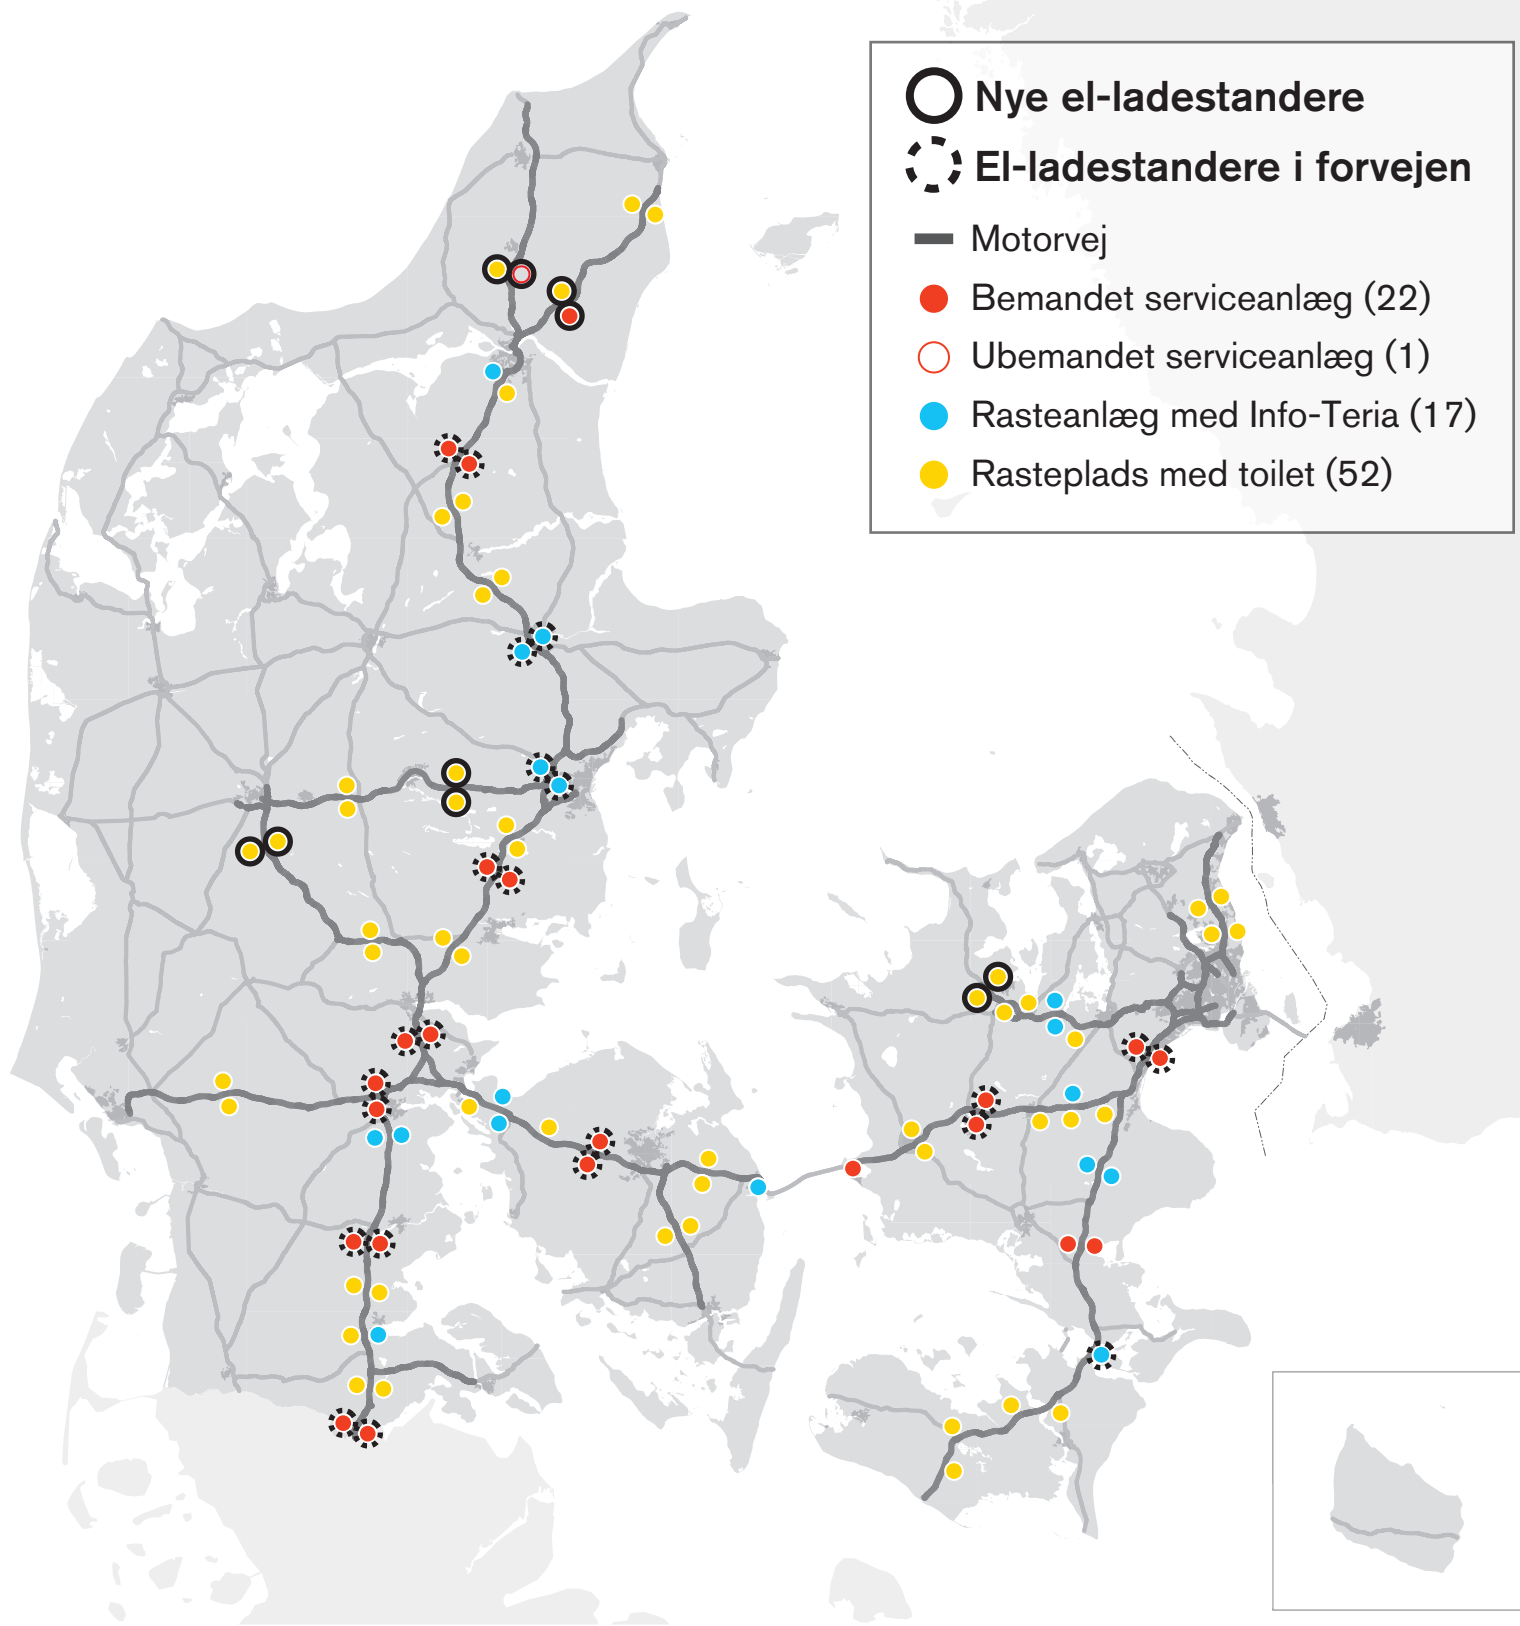 Nye el-ladestandere
El-ladestandere i forvejen
Motorvej
Bemandet serviceanlæg (22)
Ubemandet serviceanlæg (1)
Rasteanlæg med Info-Teria (17)
Rasteplads med toilet (52)